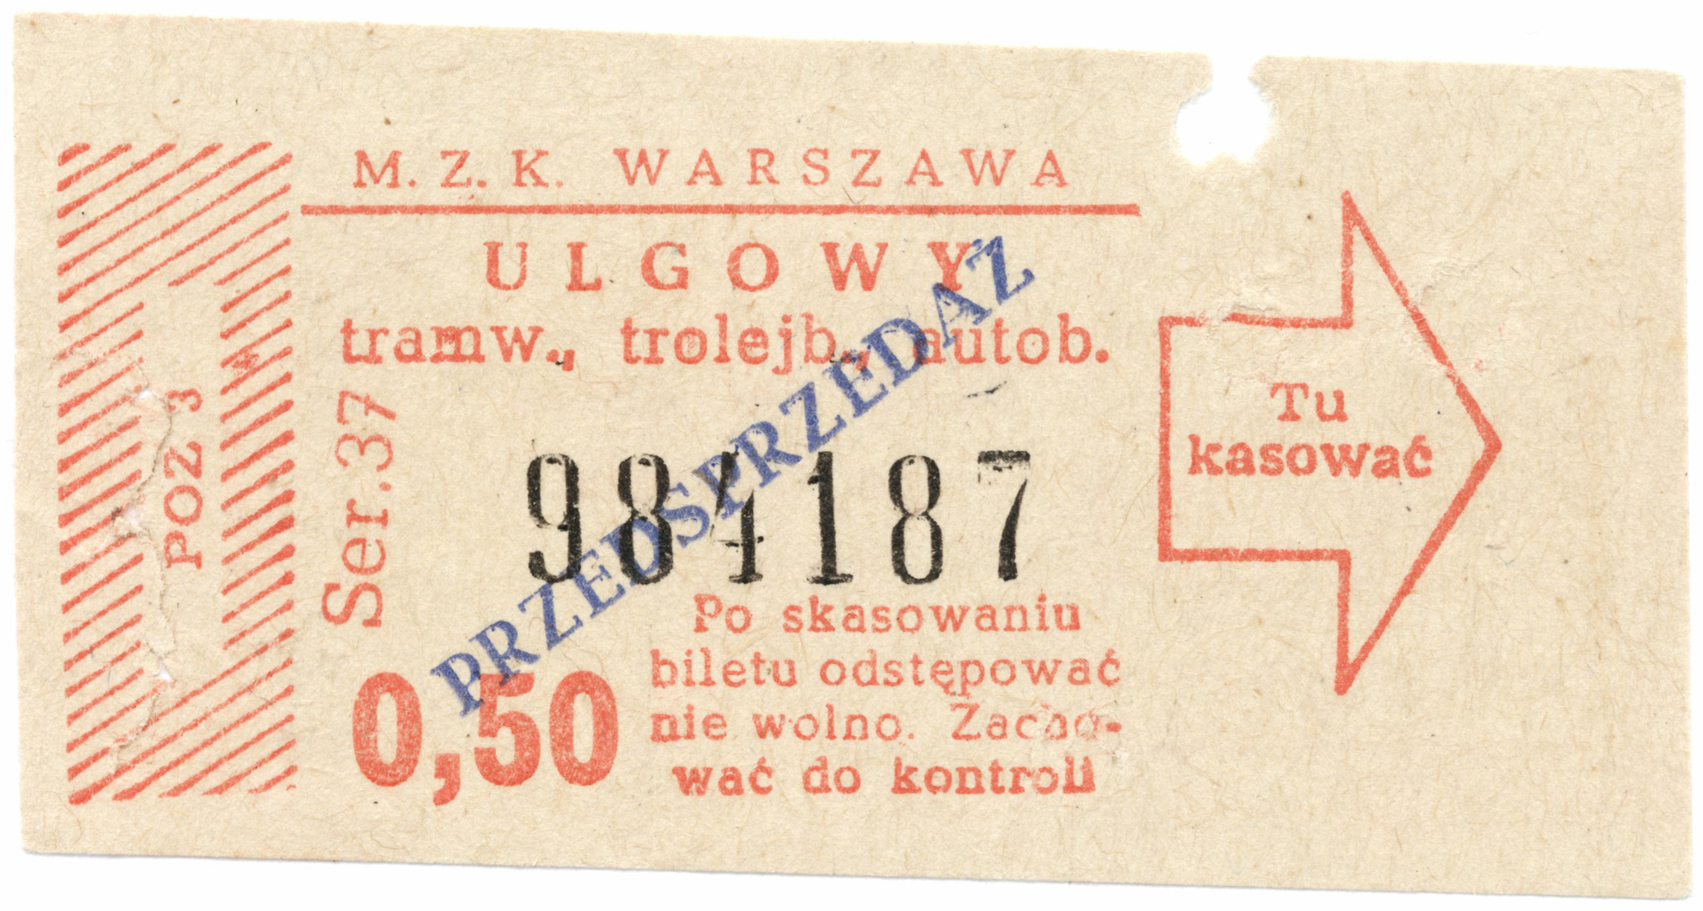 M. Z. K. WARSZAWA
ULGOWY
tramw., trolejb., autob.
POZ 3
Ser. 37
984187
PRZEDSPRZEDAŻ
0,50
Po skasowaniu
biletu odstępować
nie wolno. Zacho-
wać do kontroli
Tu
kasować